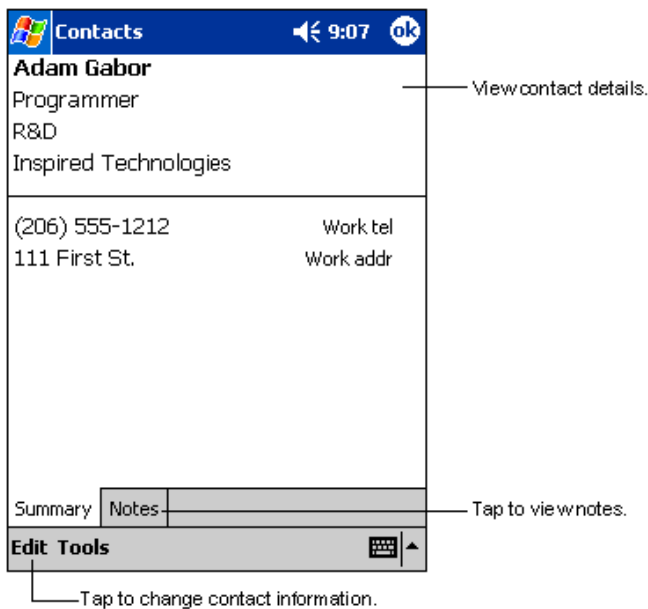 Contacts 9:07 ok
Adam Gabor
View contact details.
Programmer
R&D
Inspired Technologies
(206) 555-1212 Work tel
111 First St. Work addr
Summary Notes
Tap to view notes.
Edit Tools
Tap to change contact information.